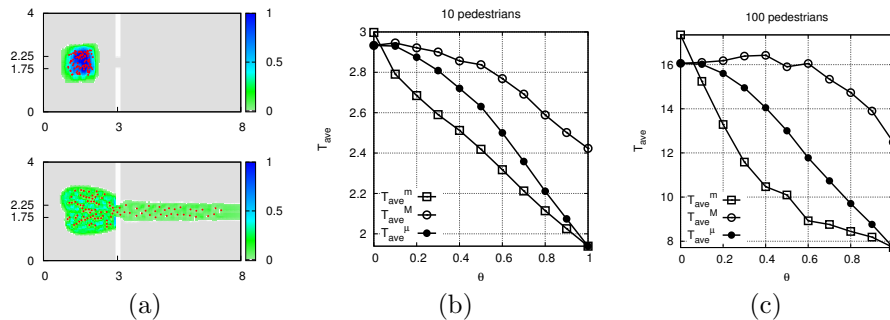 4
2.25
1.75
0
3
8
1
0.5
0
4
2.25
1.75
0
3
8
1
0.5
0
(a)
10 pedestrians
3
2.8
2.6
2.4
2.2
2
T_ave
T_ave^m
T_ave^M
T_ave^μ
0 0.2 0.4 0.6 0.8 1
θ
(b)
100 pedestrians
16
14
12
10
8
T_ave
T_ave^m
T_ave^M
T_ave^μ
0 0.2 0.4 0.6 0.8 1
θ
(c)